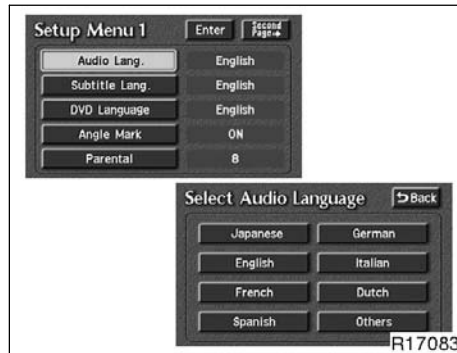 Setup Menu 1 Enter Second Page→
Audio Lang. English
Subtitle Lang. English
DVD Language English
Angle Mark ON
Parental 8
Select Audio Language Back
Japanese German
English Italian
French Dutch
Spanish Others
R17083